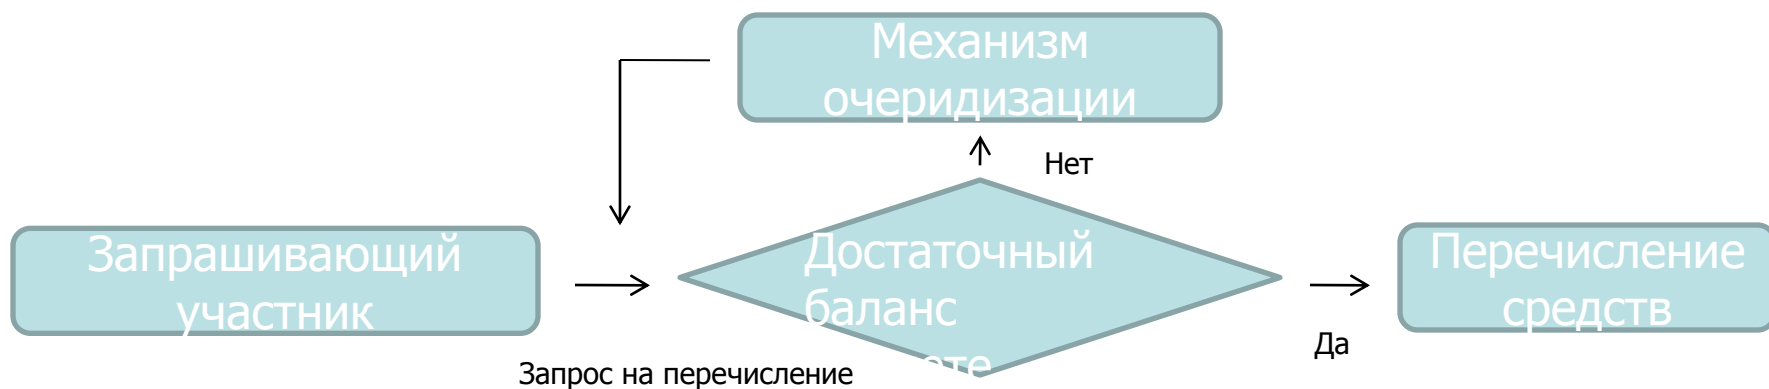 Механизм
очеридизации
Нет
Запрашивающий
участник
Достаточный
баланс
Перечисление
средств
Да
Запрос на перечисление